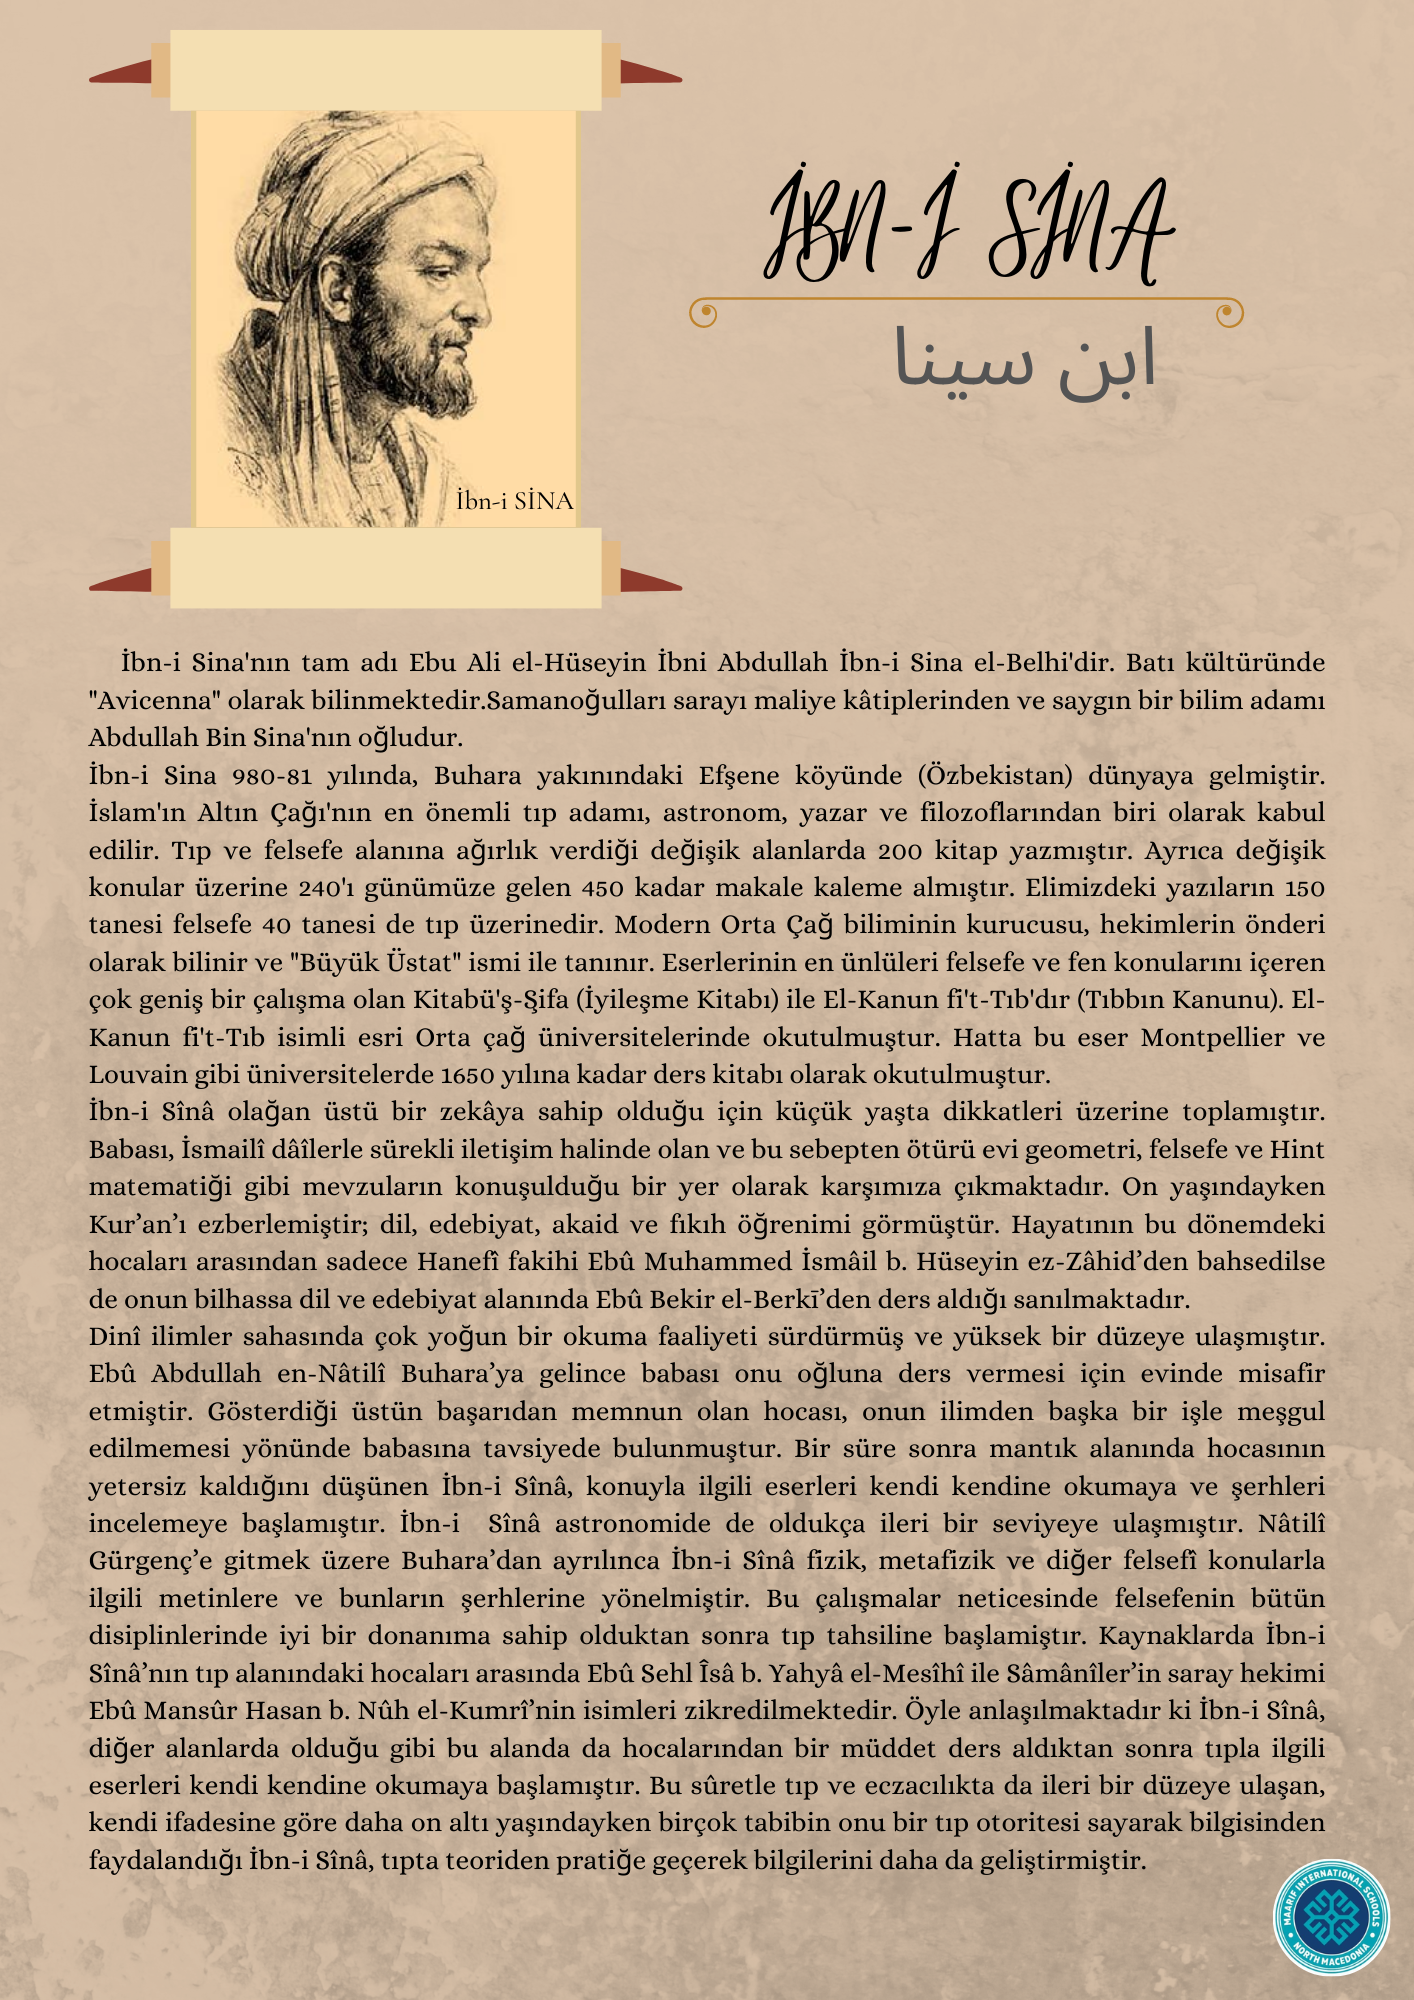 İBN-İ SİNA
ابن سينا
İbn-i SİNA
İbn-i Sina'nın tam adı Ebu Ali el-Hüseyin İbni Abdullah İbn-i Sina el-Belhi'dir. Batı kültüründe
"Avicenna" olarak bilinmektedir.Samanoğulları sarayı maliye kâtiplerinden ve saygın bir bilim adamı
Abdullah Bin Sina'nın oğludur.
İbn-i Sina 980-81 yılında, Buhara yakınındaki Efşene köyünde (Özbekistan) dünyaya gelmiştir.
İslam'ın Altın Çağı'nın en önemli tıp adamı, astronom, yazar ve filozoflarından biri olarak kabul
edilir. Tıp ve felsefe alanına ağırlık verdiği değişik alanlarda 200 kitap yazmıştır. Ayrıca değişik
konular üzerine 240'ı günümüze gelen 450 kadar makale kaleme almıştır. Elimizdeki yazıların 150
tanesi felsefe 40 tanesi de tıp üzerinedir. Modern Orta Çağ biliminin kurucusu, hekimlerin önderi
olarak bilinir ve "Büyük Üstat" ismi ile tanınır. Eserlerinin en ünlüleri felsefe ve fen konularını içeren
çok geniş bir çalışma olan Kitabü'ş-Şifa (İyileşme Kitabı) ile El-Kanun fi't-Tıb'dır (Tıbbın Kanunu). El-
Kanun fi't-Tıb isimli esri Orta çağ üniversitelerinde okutulmuştur. Hatta bu eser Montpellier ve
Louvain gibi üniversitelerde 1650 yılına kadar ders kitabı olarak okutulmuştur.
İbn-i Sînâ olağan üstü bir zekâya sahip olduğu için küçük yaşta dikkatleri üzerine toplamıştır.
Babası, İsmailî dâîlerle sürekli iletişim halinde olan ve bu sebepten ötürü evi geometri, felsefe ve Hint
matematiği gibi mevzuların konuşulduğu bir yer olarak karşımıza çıkmaktadır. On yaşındayken
Kur’an’ı ezberlemiştir; dil, edebiyat, akaid ve fıkıh öğrenimi görmüştür. Hayatının bu dönemdeki
hocaları arasından sadece Hanefî fakihi Ebû Muhammed İsmâil b. Hüseyin ez-Zâhid’den bahsedilse
de onun bilhassa dil ve edebiyat alanında Ebû Bekir el-Berkī’den ders aldığı sanılmaktadır.
Dinî ilimler sahasında çok yoğun bir okuma faaliyeti sürdürmüş ve yüksek bir düzeye ulaşmıştır.
Ebû Abdullah en-Nâtilî Buhara’ya gelince babası onu oğluna ders vermesi için evinde misafir
etmiştir. Gösterdiği üstün başarıdan memnun olan hocası, onun ilimden başka bir işle meşgul
edilmemesi yönünde babasına tavsiyede bulunmuştur. Bir süre sonra mantık alanında hocasının
yetersiz kaldığını düşünen İbn-i Sînâ, konuyla ilgili eserleri kendi kendine okumaya ve şerhleri
incelemeye başlamıştır. İbn-i Sînâ astronomide de oldukça ileri bir seviyeye ulaşmıştır. Nâtilî
Gürgenç’e gitmek üzere Buhara’dan ayrılınca İbn-i Sînâ fizik, metafizik ve diğer felsefî konularla
ilgili metinlere ve bunların şerhlerine yönelmiştir. Bu çalışmalar neticesinde felsefenin bütün
disiplinlerinde iyi bir donanıma sahip olduktan sonra tıp tahsiline başlamıştır. Kaynaklarda İbn-i
Sînâ’nın tıp alanındaki hocaları arasında Ebû Sehl Îsâ b. Yahyâ el-Mesîhî ile Sâmânîler’in saray hekimi
Ebû Mansûr Hasan b. Nûh el-Kumrî’nin isimleri zikredilmektedir. Öyle anlaşılmaktadır ki İbn-i Sînâ,
diğer alanlarda olduğu gibi bu alanda da hocalarından bir müddet ders aldıktan sonra tıpla ilgili
eserleri kendi kendine okumaya başlamıştır. Bu sûretle tıp ve eczacılıkta da ileri bir düzeye ulaşan,
kendi ifadesine göre daha on altı yaşındayken birçok tabibin onu bir tıp otoritesi sayarak bilgisinden
faydalandığı İbn-i Sînâ, tıpta teoriden pratiğe geçerek bilgilerini daha da geliştirmiştir.
MAARIF INTERNATIONAL SCHOOLS
NORTH MACEDONIA